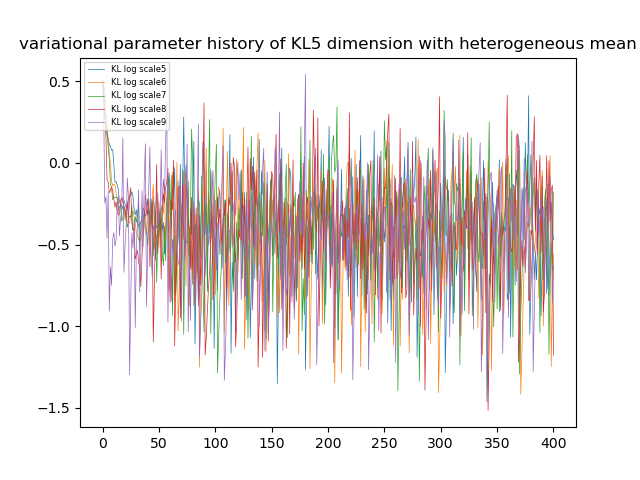 variational parameter history of KL5 dimension with heterogeneous mean
KL log scale5
KL log scale6
KL log scale7
KL log scale8
KL log scale9
0.5
0.0
−0.5
−1.0
−1.5
0 50 100 150 200 250 300 350 400